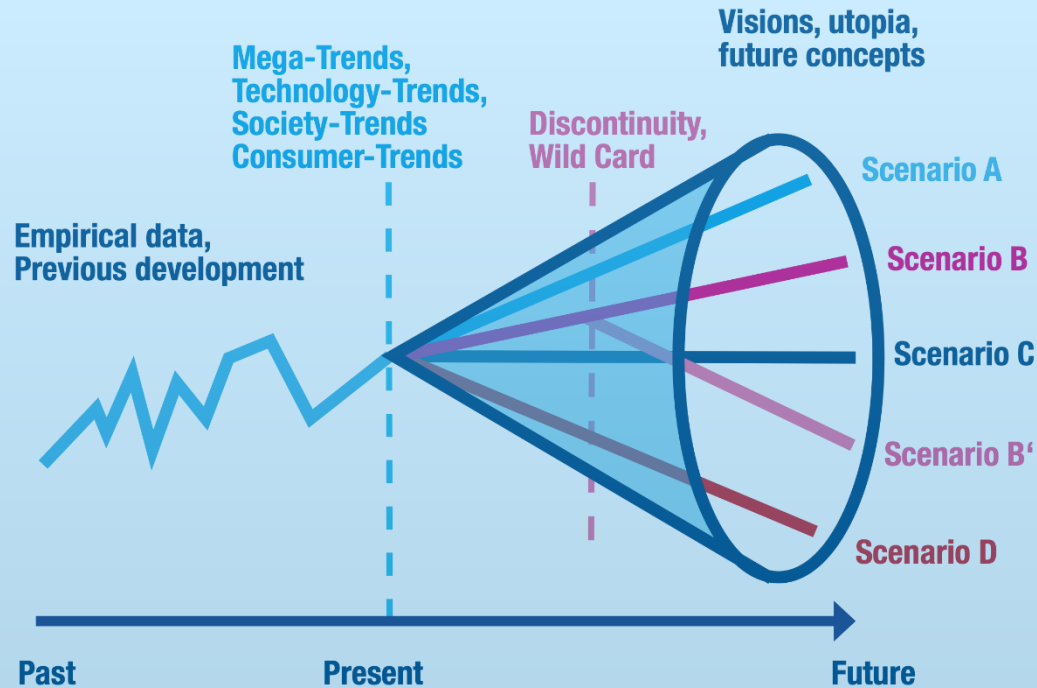 Visions, utopia,
future concepts
Mega-Trends,
Technology-Trends,
Society-Trends
Consumer-Trends
Discontinuity,
Wild Card
Scenario A
Empirical data,
Previous development
Scenario B
Scenario C
Scenario B‘
Scenario D
Past
Present
Future